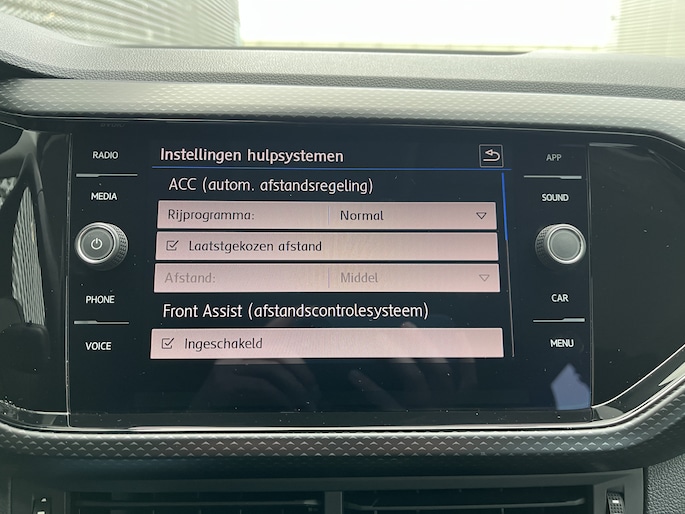 RADIO
MEDIA
PHONE
VOICE
Instellingen hulpsystemen
ACC (autom. afstandsregeling)
Rijprogramma: Normal
Laatstgekozen afstand
Afstand: Middel
Front Assist (afstandscontrolesysteem)
Ingeschakeld
APP
SOUND
CAR
MENU